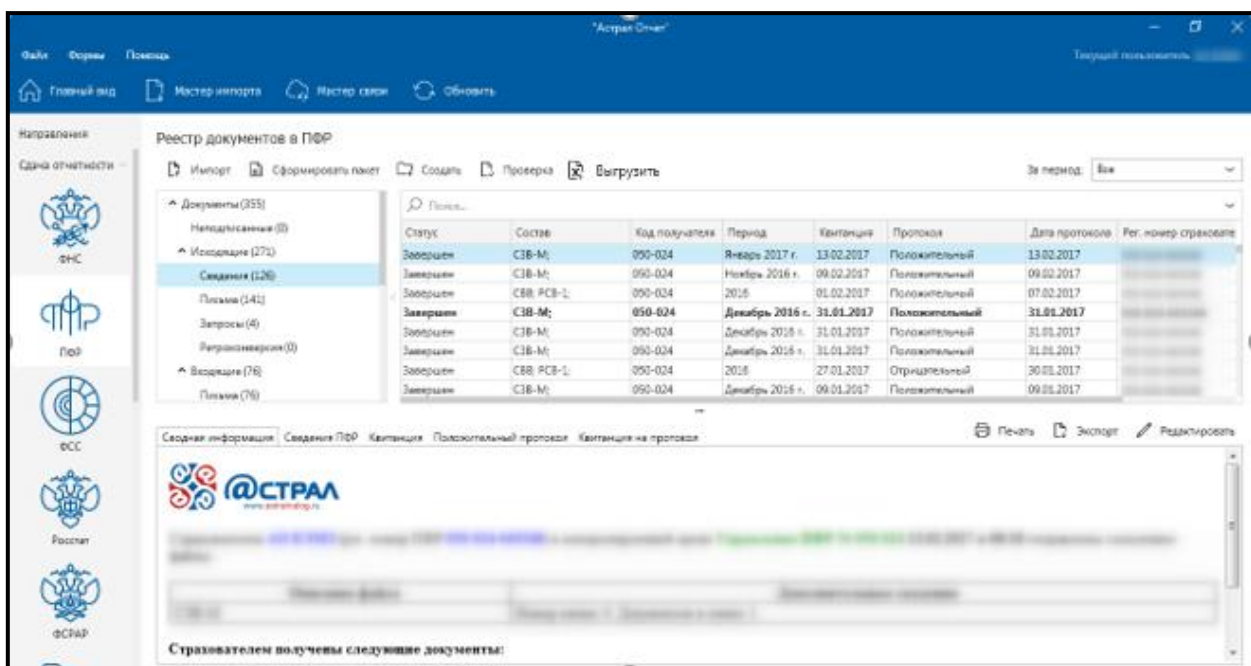 "Астрал Отчет"
Файл Формы Помощь
Текущий пользователь
Главный вид Мастер импорта Мастер связи Обновить
Направления
Сдача отчетности
ФНС
ПФР
ФСС
Росстат
ФСРАР
Реестр документов в ПФР
Импорт Сформировать пакет Создать Проверка Выгрузить За период: Все
Документы (355)
Неподписанные (0)
Исходящие (271)
Сведения (126)
Письма (141)
Запросы (4)
Ретроконверсия (0)
Входящие (76)
Письма (76)
Поиск...
Статус Состав Код получателя Период Квитанция Протокол Дата протокола Рег. номер страховате
Завершен СЗВ-М; 050-024 Январь 2017 г. 13.02.2017 Положительный 13.02.2017
Завершен СЗВ-М; 050-024 Ноябрь 2016 г. 09.02.2017 Положительный 09.02.2017
Завершен СВВ; РСВ-1; 050-024 2016 01.02.2017 Положительный 07.02.2017
Завершен СЗВ-М; 050-024 Декабрь 2016 г. 31.01.2017 Положительный 31.01.2017
Завершен СЗВ-М; 050-024 Декабрь 2016 г. 31.01.2017 Положительный 31.01.2017
Завершен СЗВ-М; 050-024 Декабрь 2016 г. 31.01.2017 Положительный 31.01.2017
Завершен СВВ; РСВ-1; 050-024 2016 27.01.2017 Отрицательный 30.01.2017
Завершен СЗВ-М; 050-024 Декабрь 2016 г. 09.01.2017 Положительный 09.01.2017
Сводная информация Сведения ПФР Квитанция Положительный протокол Квитанция на протокол
Печать Экспорт Редактировать
@СТРАЛ
www.astralnalog.ru
Страхователем получены следующие документы: